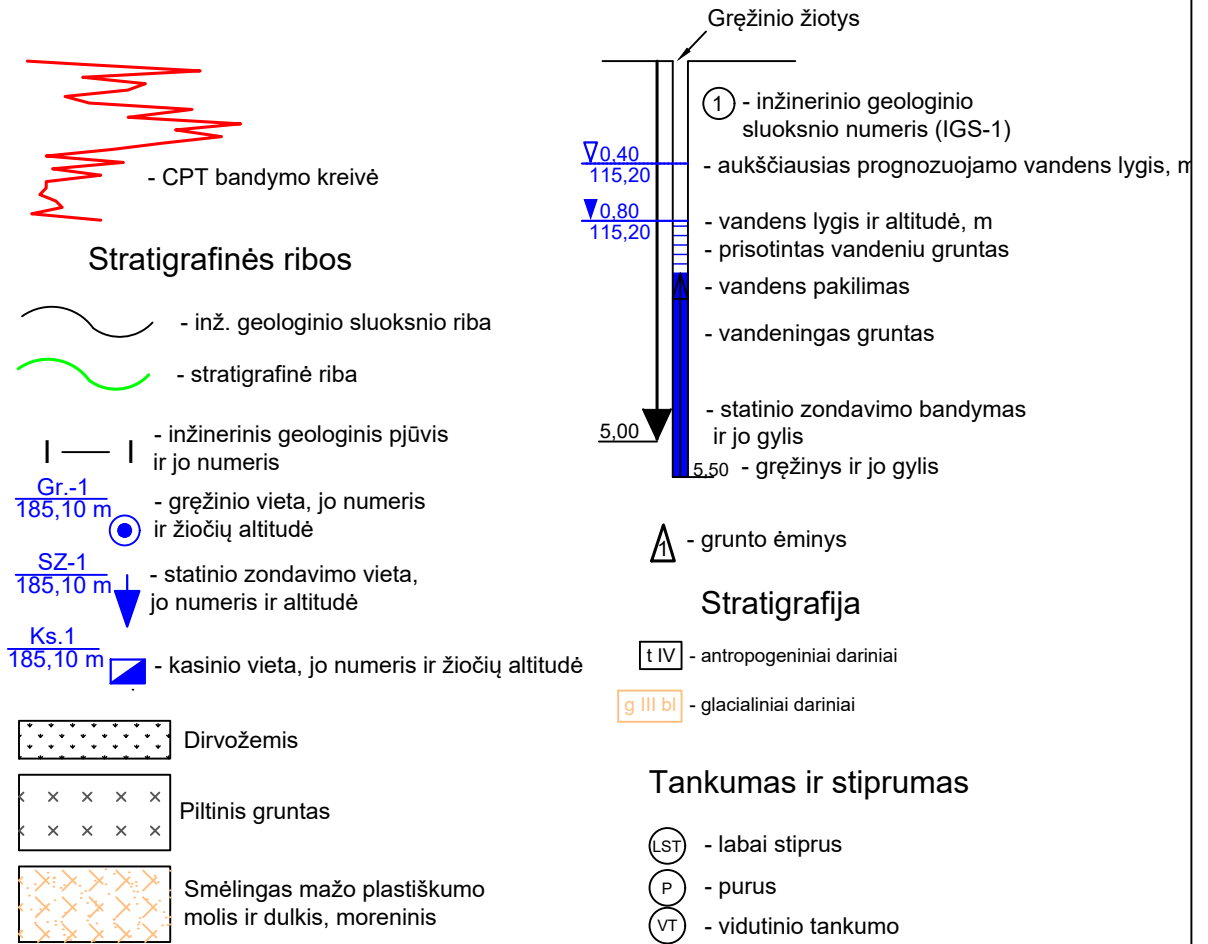 - CPT bandymo kreivė
Stratigrafinės ribos
- inž. geologinio sluoksnio riba
- stratigrafinė riba
I — I
- inžinerinis geologinis pjūvis
ir jo numeris
Gr.-1
185,10 m
- gręžinio vieta, jo numeris
ir žiočių altitudė
SZ-1
185,10 m
- statinio zondavimo vieta,
jo numeris ir altitudė
Ks.1
185,10 m
- kasinio vieta, jo numeris ir žiočių altitudė
Dirvožemis
Piltinis gruntas
Smėlingas mažo plastiškumo
molis ir dulkis, moreninis
Gręžinio žiotys
1 - inžinerinio geologinio
sluoksnio numeris (IGS-1)
0,40
115,20
- aukščiausias prognozuojamo vandens lygis, m
0,80
115,20
- vandens lygis ir altitudė, m
- prisotintas vandeniu gruntas
- vandens pakilimas
- vandeningas gruntas
- statinio zondavimo bandymas
ir jo gylis
5,00
5,50 - gręžinys ir jo gylis
1 - grunto ėminys
Stratigrafija
t IV - antropogeniniai dariniai
g III bl - glacialiniai dariniai
Tankumas ir stiprumas
LST - labai stiprus
P - purus
VT - vidutinio tankumo